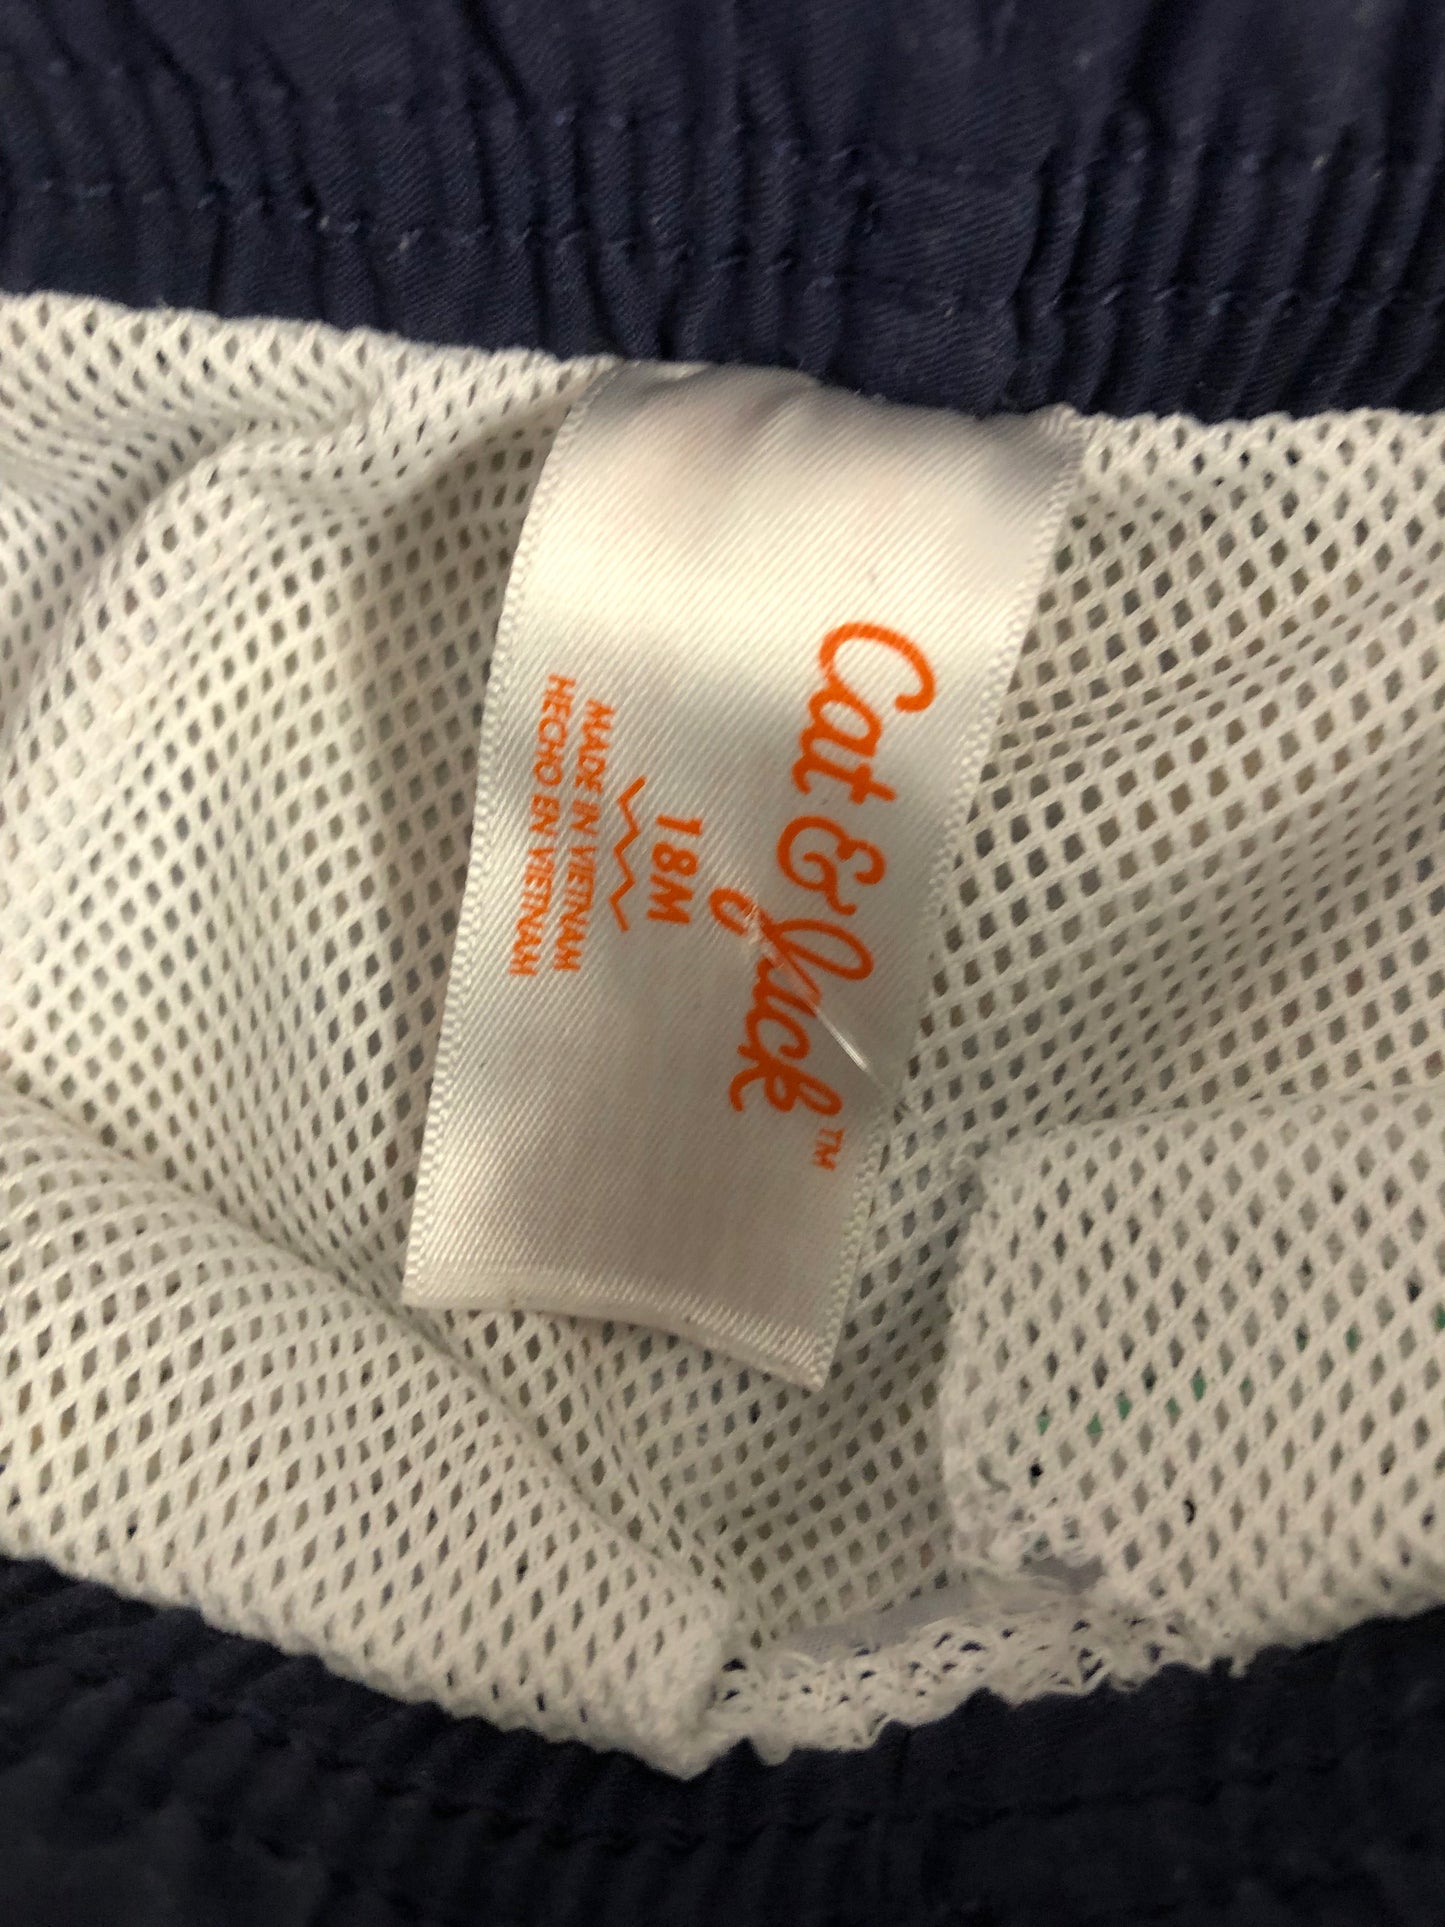 Cat & Jack™
18M
MADE IN VIETNAM
HECHO EN VIETNAM